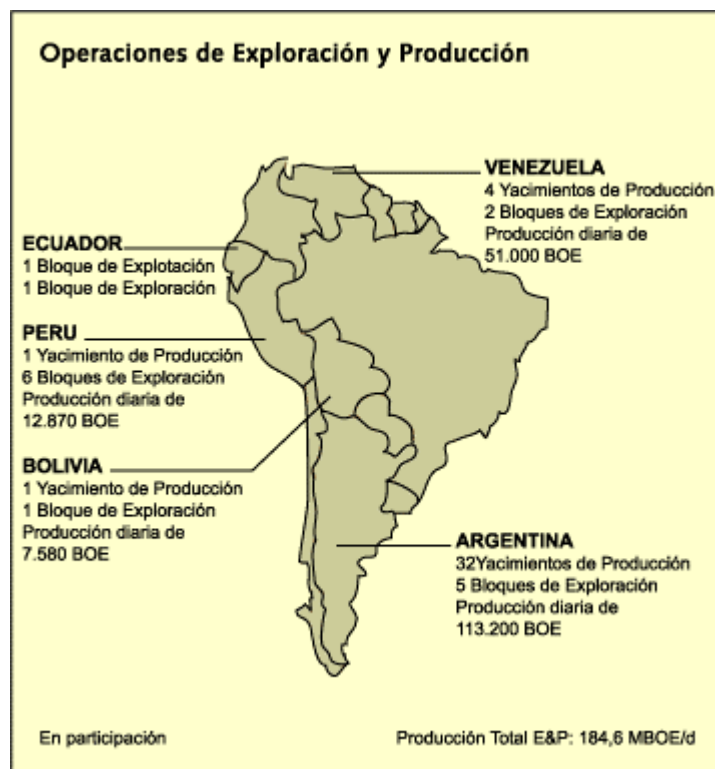 Operaciones de Exploración y Producción
VENEZUELA
4 Yacimientos de Producción
2 Bloques de Exploración
Producción diaria de
51.000 BOE
ECUADOR
1 Bloque de Explotación
1 Bloque de Exploración
PERU
1 Yacimiento de Producción
6 Bloques de Exploración
Producción diaria de
12.870 BOE
BOLIVIA
1 Yacimiento de Producción
1 Bloque de Exploración
Producción diaria de
7.580 BOE
ARGENTINA
32Yacimientos de Producción
5 Bloques de Exploración
Producción diaria de
113.200 BOE
En participación
Producción Total E&P: 184,6 MBOE/d